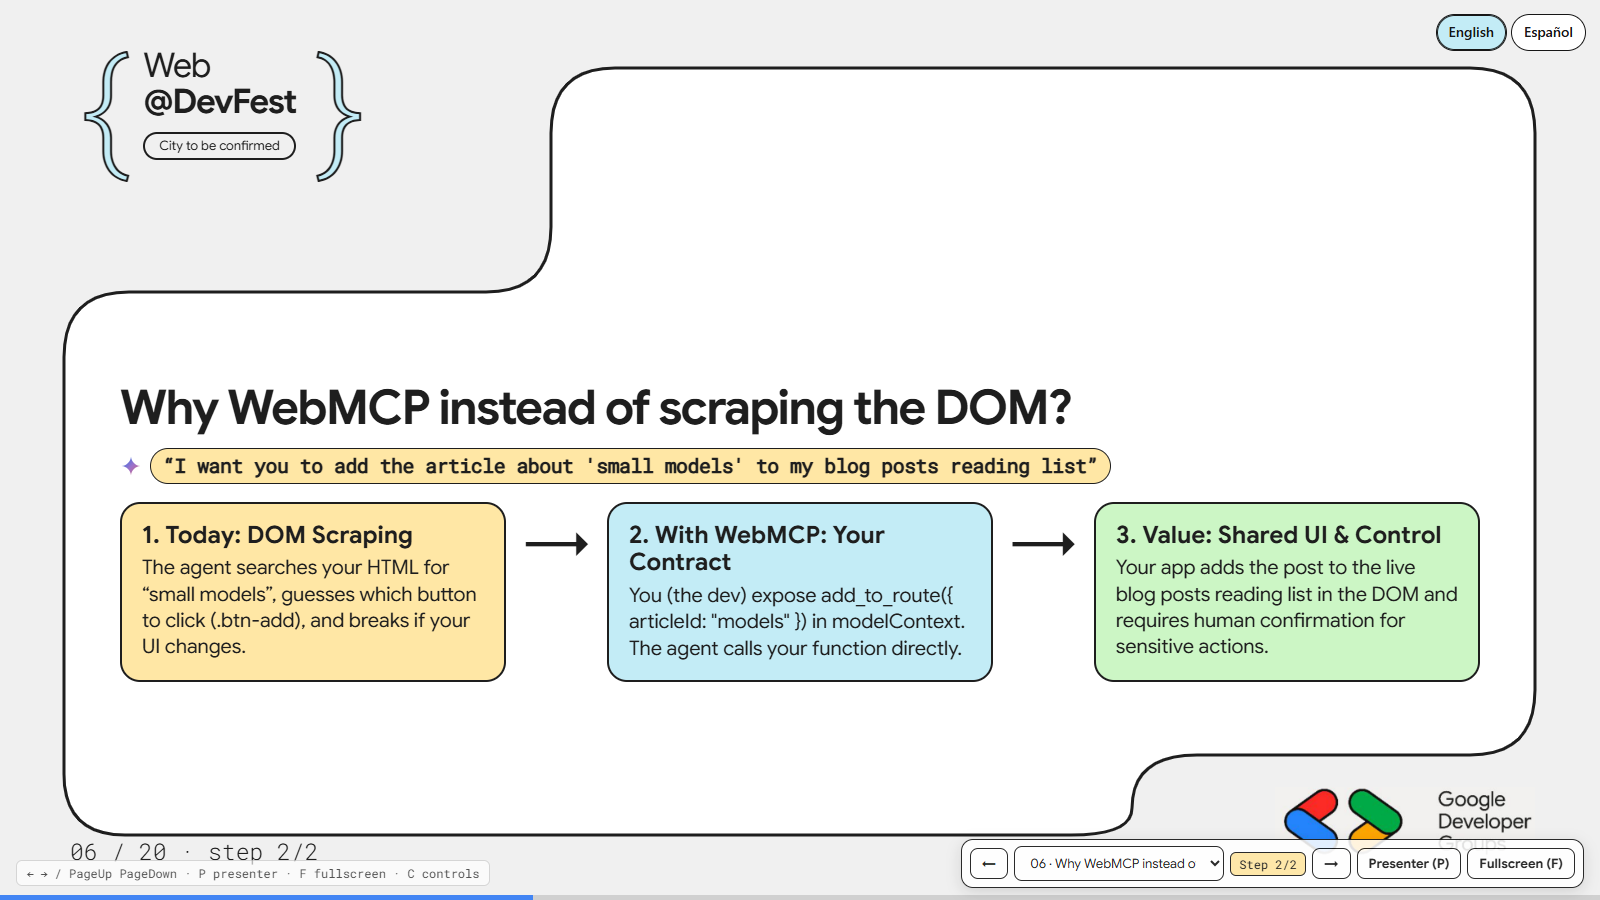 English
Español
Web
@DevFest
City to be confirmed
Why WebMCP instead of scraping the DOM?
“I want you to add the article about 'small models' to my blog posts reading list”
1. Today: DOM Scraping
The agent searches your HTML for
“small models”, guesses which button
to click (.btn-add), and breaks if your
UI changes.
2. With WebMCP: Your
Contract
You (the dev) expose add_to_route({
articleId: "models" }) in modelContext.
The agent calls your function directly.
3. Value: Shared UI & Control
Your app adds the post to the live
blog posts reading list in the DOM and
requires human confirmation for
sensitive actions.
Google
Developer
Groups
06 / 20 · step 2/2
← → / PageUp PageDown · P presenter · F fullscreen · C controls
←
06 · Why WebMCP instead o
Step 2/2
→
Presenter (P)
Fullscreen (F)